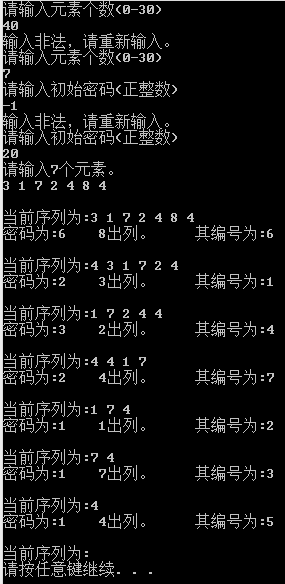 请输入元素个数(0-30)
40
输入非法，请重新输入。
请输入元素个数(0-30)
7
请输入初始密码(正整数)
-1
输入非法，请重新输入。
请输入初始密码(正整数)
20
请输入7个元素。
3 1 7 2 4 8 4
当前序列为:3 1 7 2 4 8 4
密码为:6 8出列。 其编号为:6
当前序列为:4 3 1 7 2 4
密码为:2 3出列。 其编号为:1
当前序列为:1 7 2 4 4
密码为:3 2出列。 其编号为:4
当前序列为:4 4 1 7
密码为:2 4出列。 其编号为:7
当前序列为:1 7 4
密码为:1 1出列。 其编号为:2
当前序列为:7 4
密码为:1 7出列。 其编号为:3
当前序列为:4
密码为:1 4出列。 其编号为:5
当前序列为:
请按任意键继续. . .